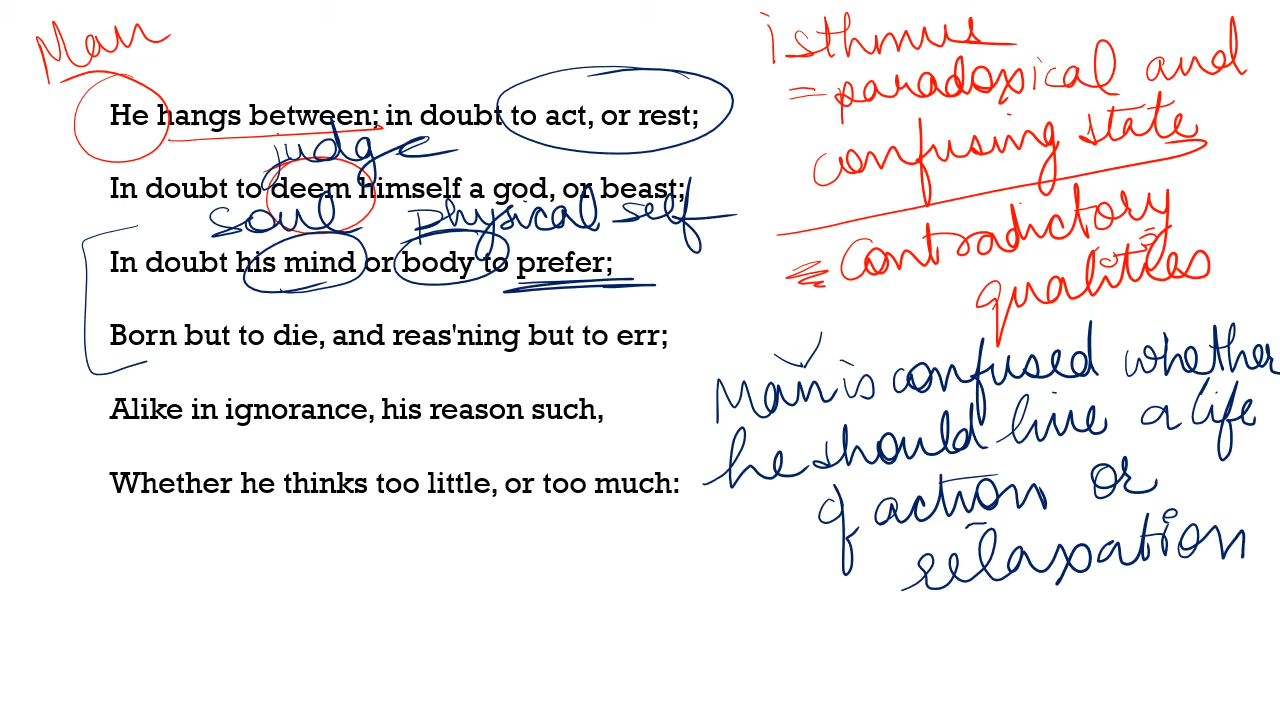 Man
He hangs between; in doubt to act, or rest;
judge
In doubt to deem himself a god, or beast;
soul physical self
In doubt his mind or body to prefer;
Born but to die, and reas'ning but to err;
Alike in ignorance, his reason such,
Whether he thinks too little, or too much:
isthmus
= paradoxical and
confusing state
= contradictory
qualities
Man is confused whether
he should live a life
of action or
relaxation